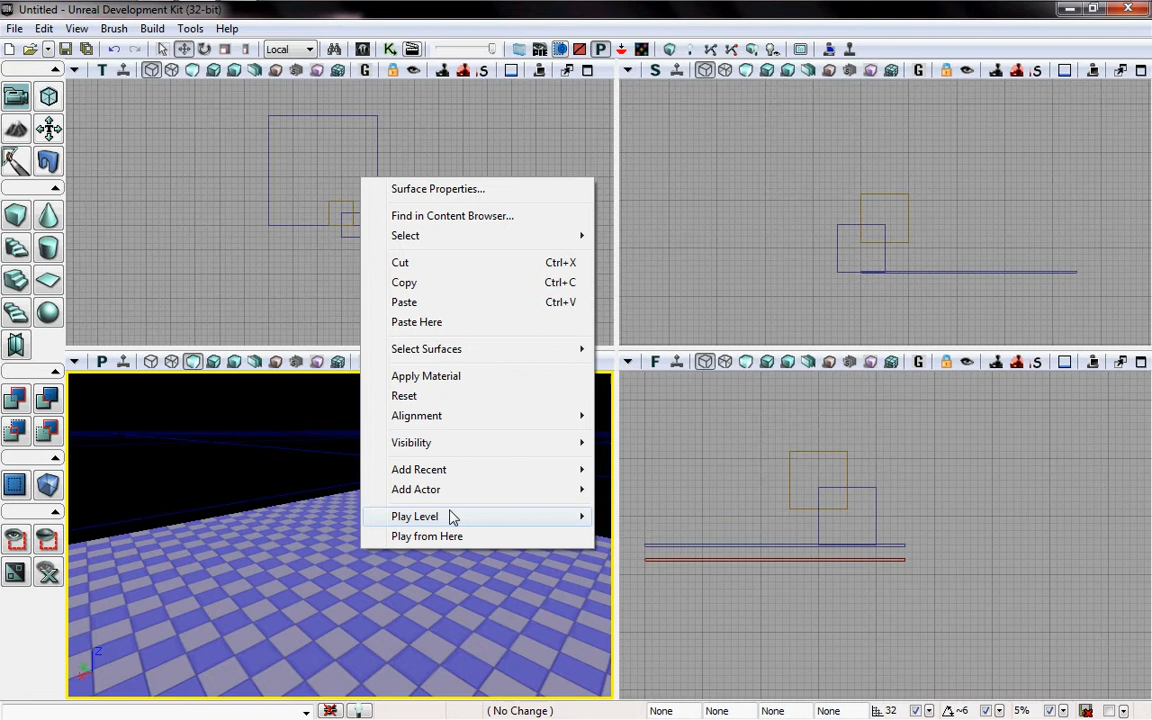 Untitled - Unreal Development Kit (32-bit)
File Edit View Brush Build Tools Help
Local
T
S
G
S
G
S
Surface Properties...
Find in Content Browser...
Select
Cut Ctrl+X
Copy Ctrl+C
Paste Ctrl+V
Paste Here
Select Surfaces
Apply Material
Reset
Alignment
Visibility
Add Recent
Add Actor
Play Level
Play from Here
P
F
G
S
Z
( No Change )
None None None None 32 ~6 5%